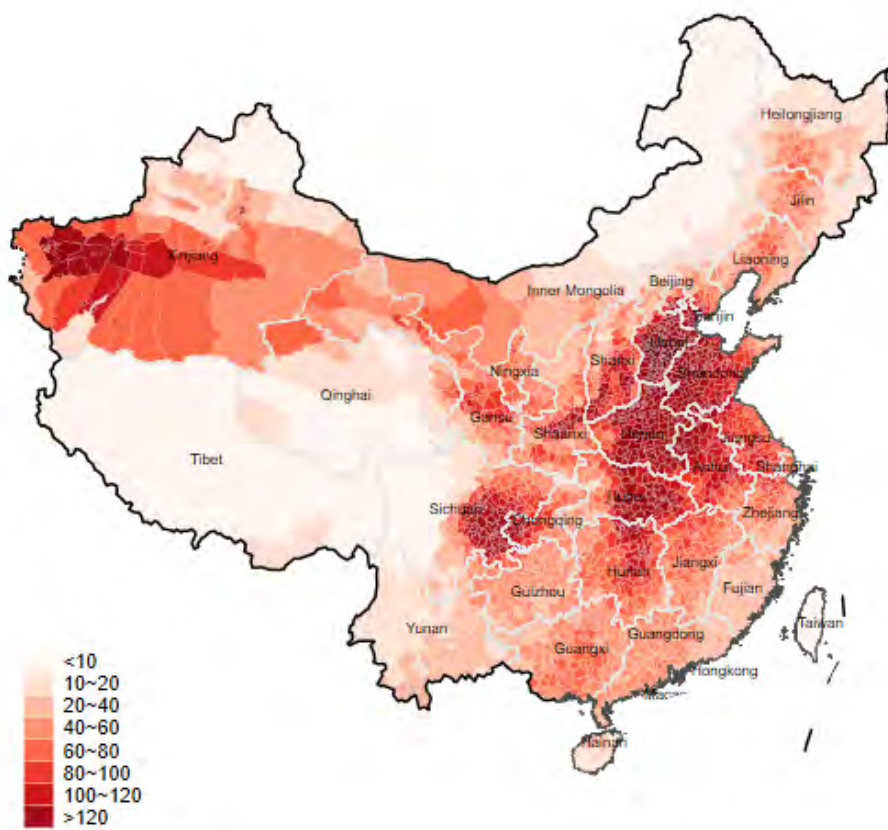 Heilongjiang
Jilin
Liaoning
Beijing
Tianjin
Inner Mongolia
Hebei
Xinjiang
Shanxi
Shandong
Ningxia
Qinghai
Gansu
Shaanxi
Henan
Jiangsu
Tibet
Anhui
Shanghai
Sichuan
Hubei
Chongqing
Zhejiang
Hunan
Jiangxi
Guizhou
Fujian
Yunan
Guangdong
Taiwan
Guangxi
Hongkong
Hainan
<10
10~20
20~40
40~60
60~80
80~100
100~120
>120